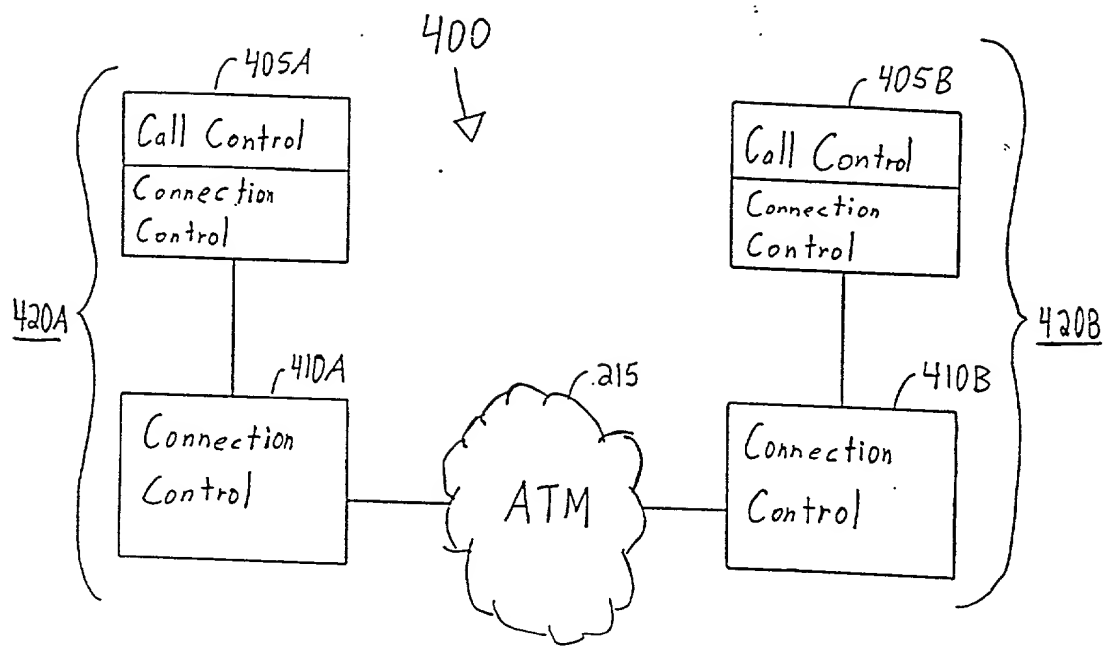 400
405A
Call Control
Connection
Control
405B
Call Control
Connection
Control
420A
420B
410A
Connection
Control
215
ATM
410B
Connection
Control